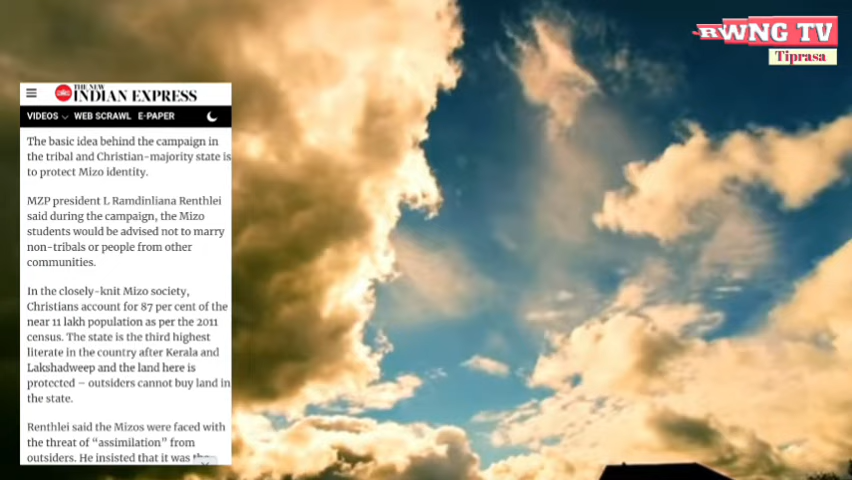 RWNG TV
Tiprasa
THE NEW
INDIAN EXPRESS
VIDEOS WEB SCRAWL E-PAPER
The basic idea behind the campaign in
the tribal and Christian-majority state is
to protect Mizo identity.
MZP president L Ramdinliana Renthlei
said during the campaign, the Mizo
students would be advised not to marry
non-tribals or people from other
communities.
In the closely-knit Mizo society,
Christians account for 87 per cent of the
near 11 lakh population as per the 2011
census. The state is the third highest
literate in the country after Kerala and
Lakshadweep and the land here is
protected – outsiders cannot buy land in
the state.
Renthlei said the Mizos were faced with
the threat of “assimilation” from
outsiders. He insisted that it was the